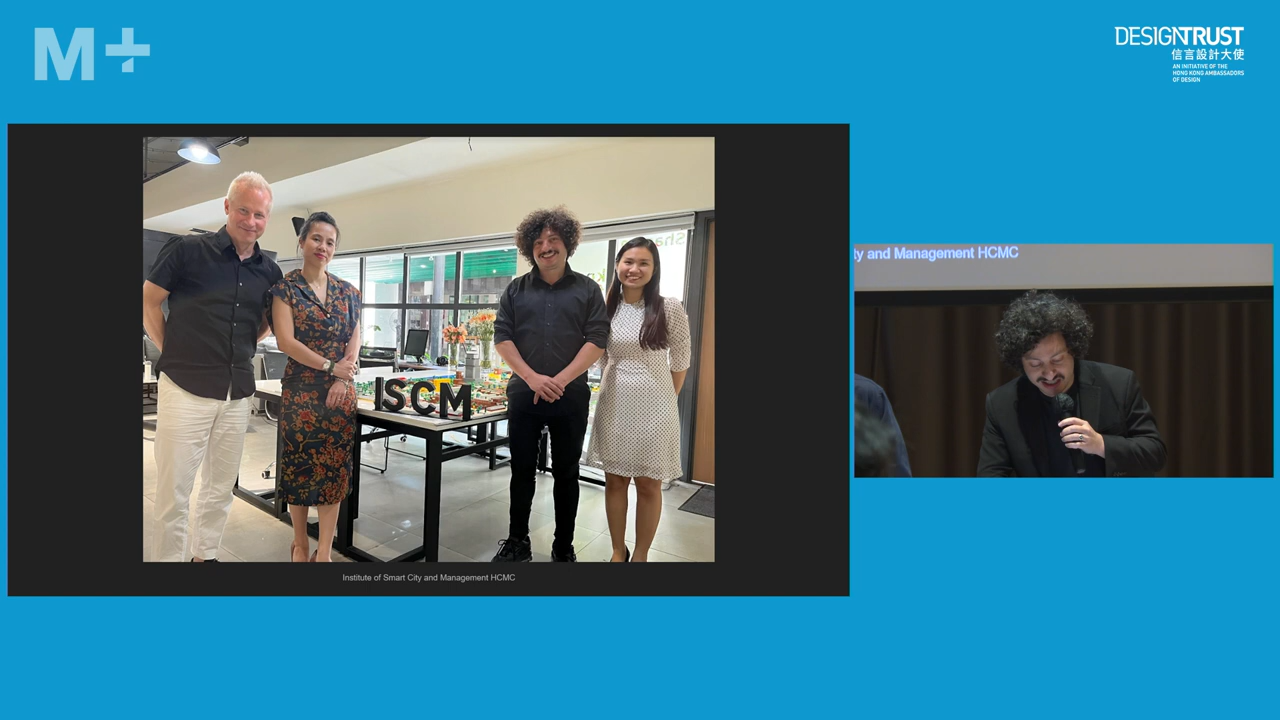 M+
DESIGNTRUST
信言設計大使
AN INITIATIVE OF THE
HONG KONG AMBASSADORS
OF DESIGN
ty and Management HCMC
ISCM
Institute of Smart City and Management HCMC